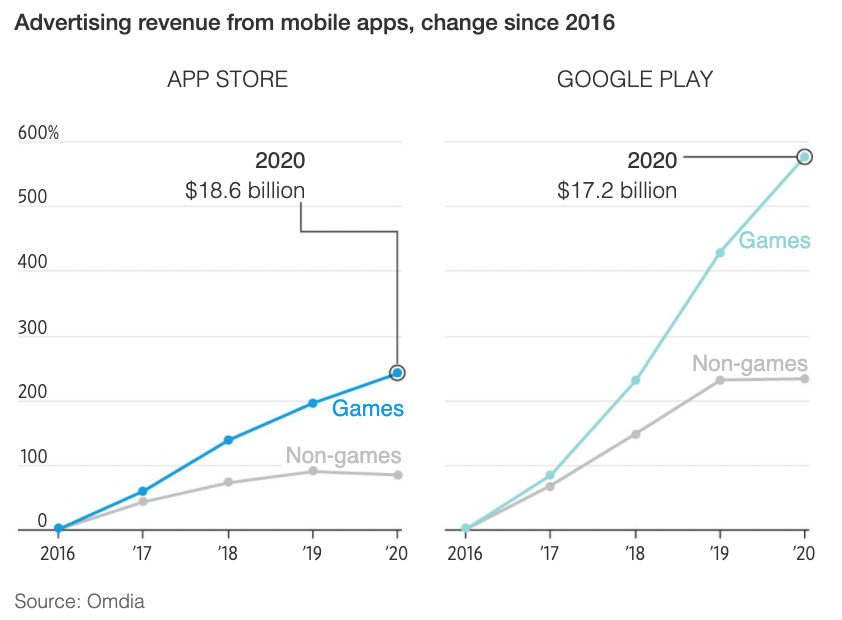 Advertising revenue from mobile apps, change since 2016
APP STORE
600%
500
400
300
200
100
0
2020
$18.6 billion
Games
Non-games
2016 '17 '18 '19 '20
GOOGLE PLAY
2020
$17.2 billion
Games
Non-games
2016 '17 '18 '19 '20
Source: Omdia